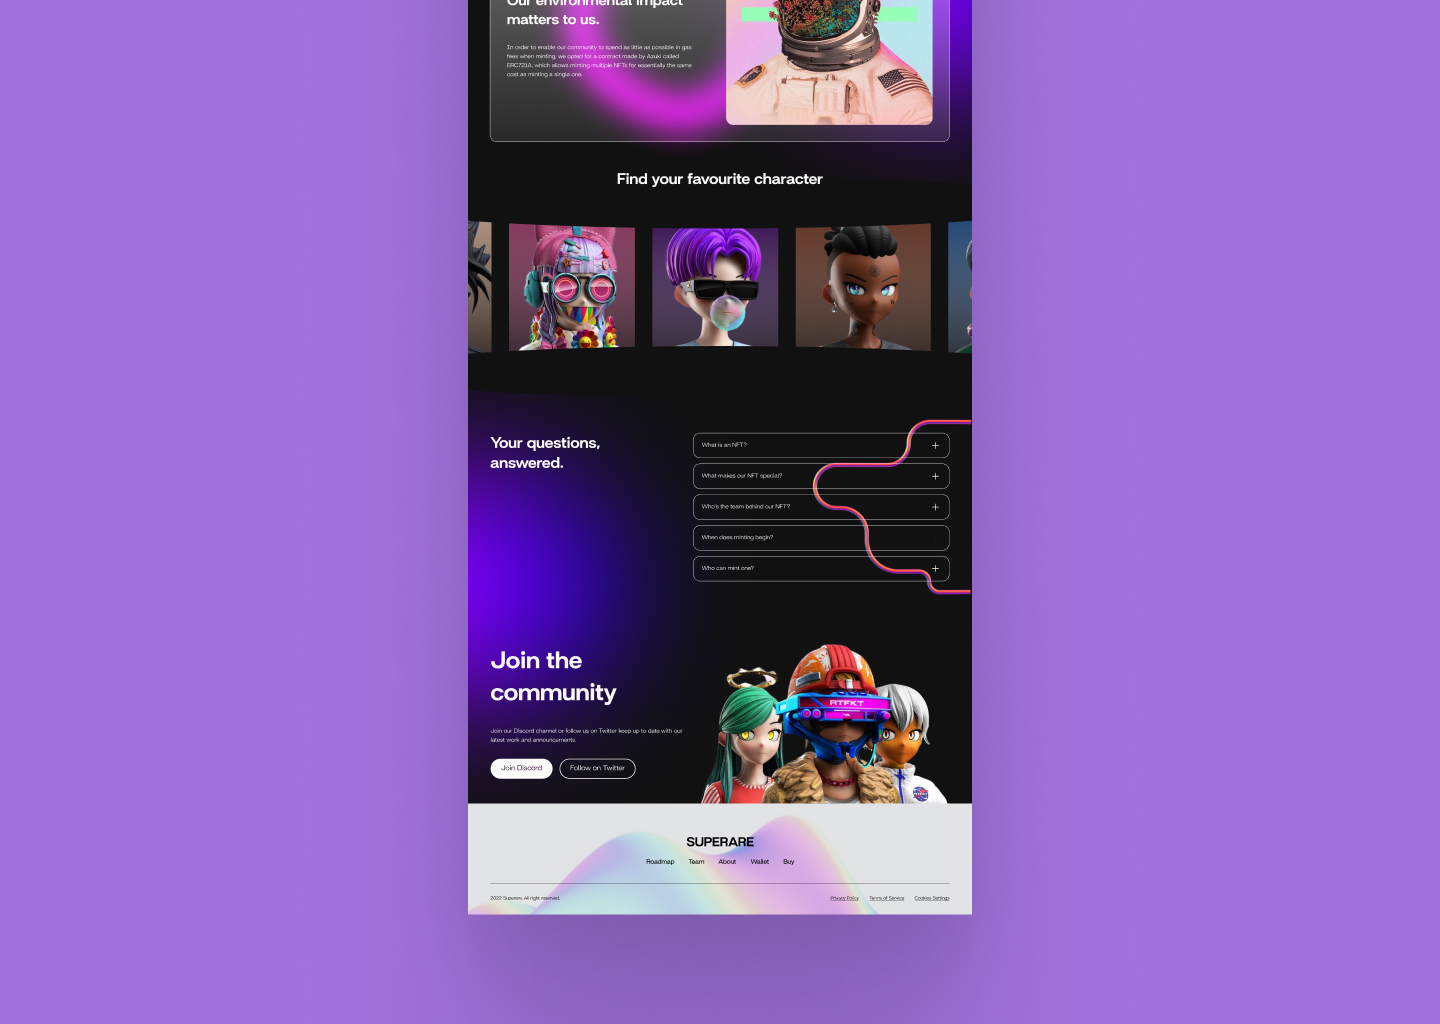 Our environmental impact
matters to us.
In order to enable our community to spend as little as possible in gas
fees when minting, we opted for a contract made by Azuki called
ERC721A, which allows minting multiple NFTs for essentially the same
cost as minting a single one.
Find your favourite character
Your questions,
answered.
What is an NFT?
What makes our NFT special?
Who's the team behind our NFT?
When does minting begin?
Who can mint one?
Join the
community
Join our Discord channel or follow us on Twitter keep up to date with our
latest work and announcements.
Join Discord
Follow on Twitter
RTFKT
SUPERARE
Roadmap Team About Wallet Buy
2022 Superare. All right reserved.
Privacy Policy Terms of Service Cookies Settings